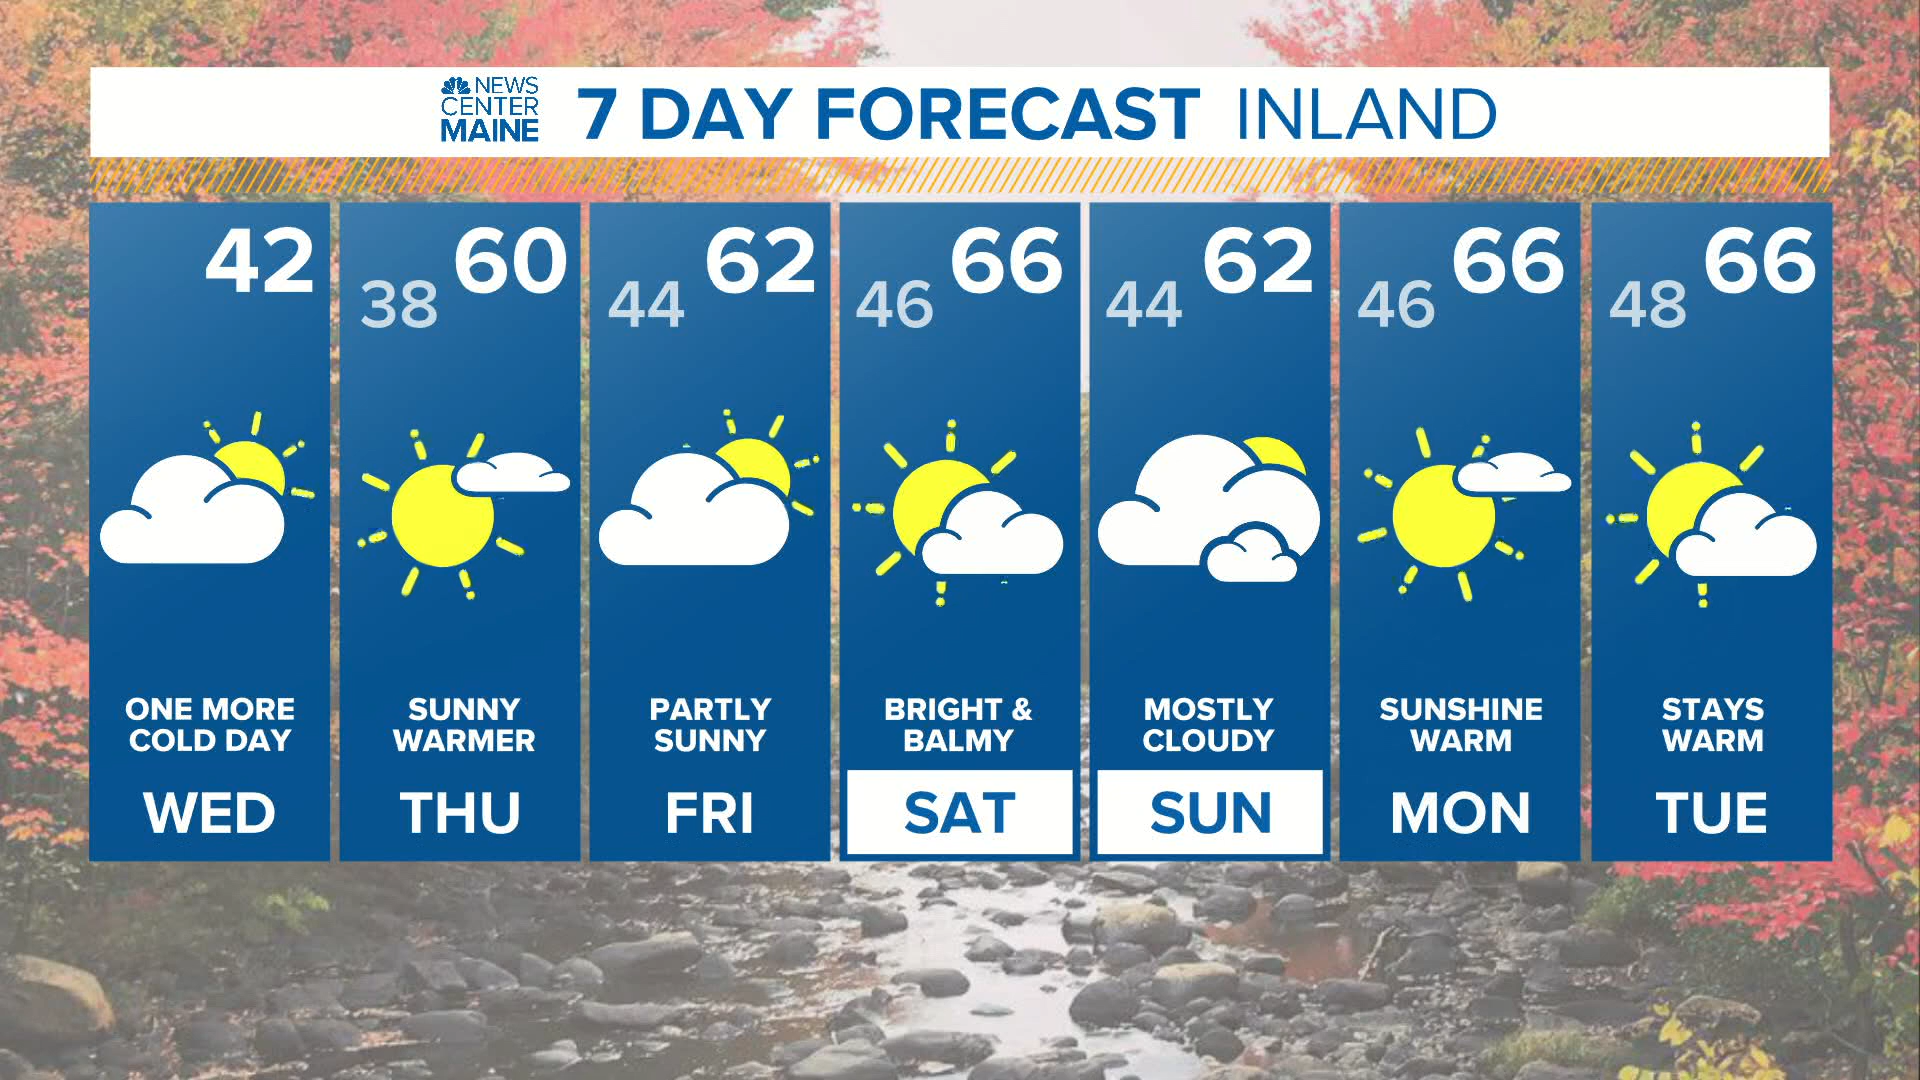 NEWS
CENTER
MAINE
7 DAY FORECAST INLAND
42
38 60
44 62
46 66
44 62
46 66
48 66
ONE MORE
COLD DAY
WED
SUNNY
WARMER
THU
PARTLY
SUNNY
FRI
BRIGHT &
BALMY
SAT
MOSTLY
CLOUDY
SUN
SUNSHINE
WARM
MON
STAYS
WARM
TUE